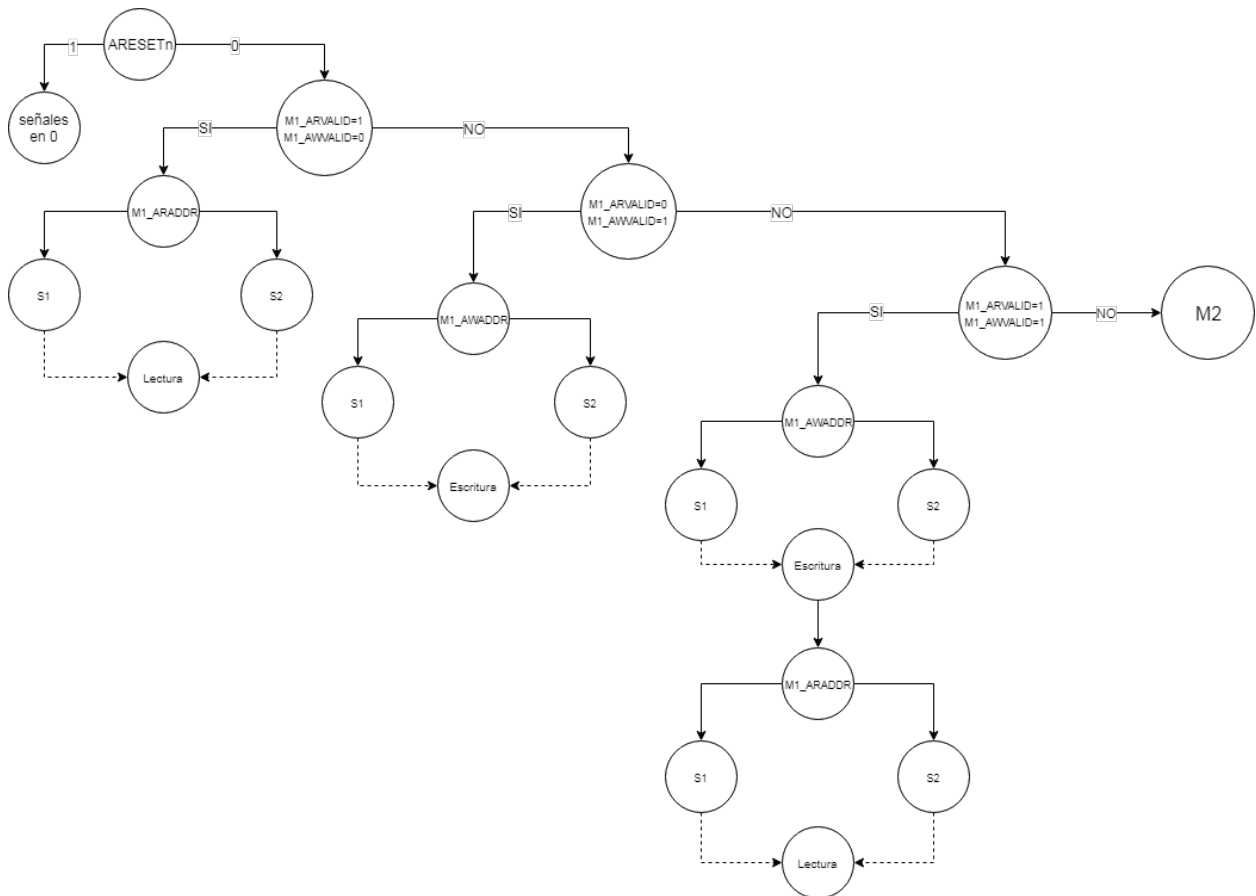 ARESETn
1
0
señales
en 0
M1_ARVALID=1
M1_AWVALID=0
SI
NO
M1_ARADDR
S1
S2
Lectura
M1_ARVALID=0
M1_AWVALID=1
SI
NO
M1_AWADDR
S1
S2
Escritura
M1_ARVALID=1
M1_AWVALID=1
SI
NO
M2
M1_AWADDR
S1
S2
Escritura
M1_ARADDR
S1
S2
Lectura